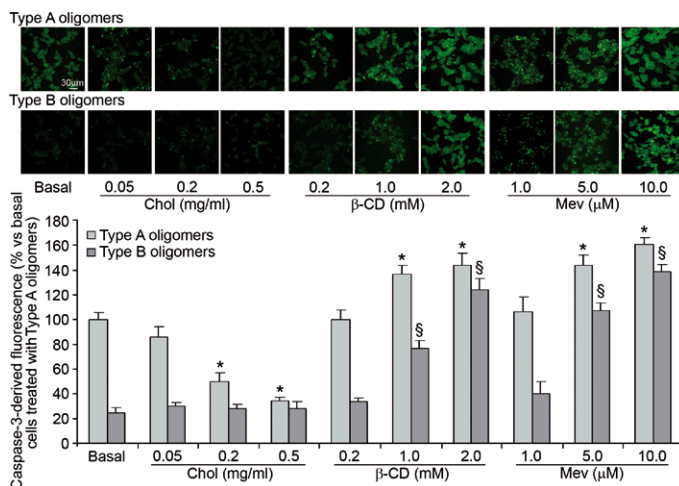 Type A oligomers
30μm
Type B oligomers
Basal 0.05 0.2 0.5 0.2 1.0 2.0 1.0 5.0 10.0
Chol (mg/ml) β-CD (mM) Mev (μM)
Caspase-3-derived fluorescence (% vs basal
cells treated with Type A oligomers)
180
160
140
120
100
80
60
40
20
0
Type A oligomers
Type B oligomers
* * * § * § * § * §
Basal 0.05 0.2 0.5 0.2 1.0 2.0 1.0 5.0 10.0
Chol (mg/ml) β-CD (mM) Mev (μM)